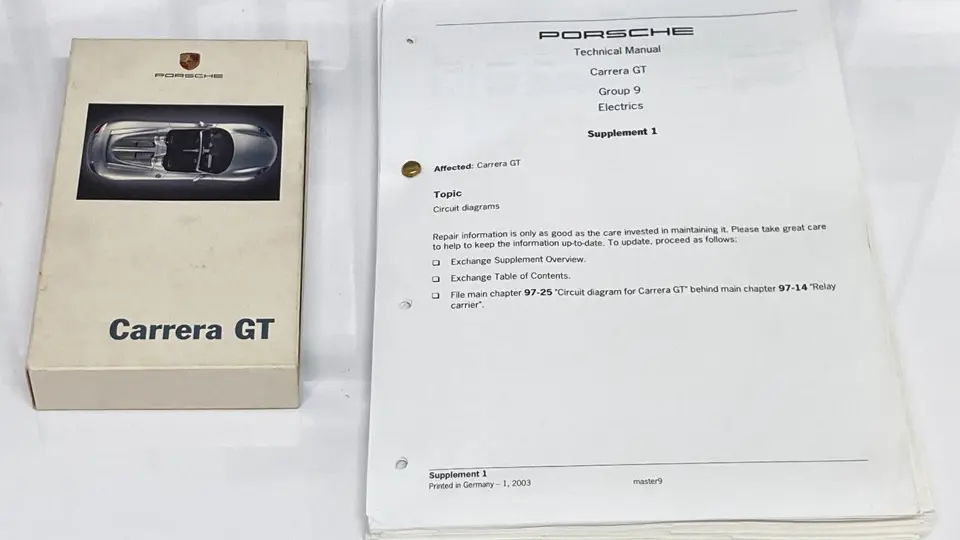 PORSCHE
Carrera GT
PORSCHE
Technical Manual
Carrera GT
Group 9
Electrics
Supplement 1
Affected: Carrera GT
Topic
Circuit diagrams
Repair information is only as good as the care invested in maintaining it. Please take great care
to help to keep the information up-to-date. To update, proceed as follows:
❑ Exchange Supplement Overview.
❑ Exchange Table of Contents.
❑ File main chapter 97-25 "Circuit diagram for Carrera GT" behind main chapter 97-14 "Relay
carrier".
Supplement 1
Printed in Germany – 1, 2003
master9